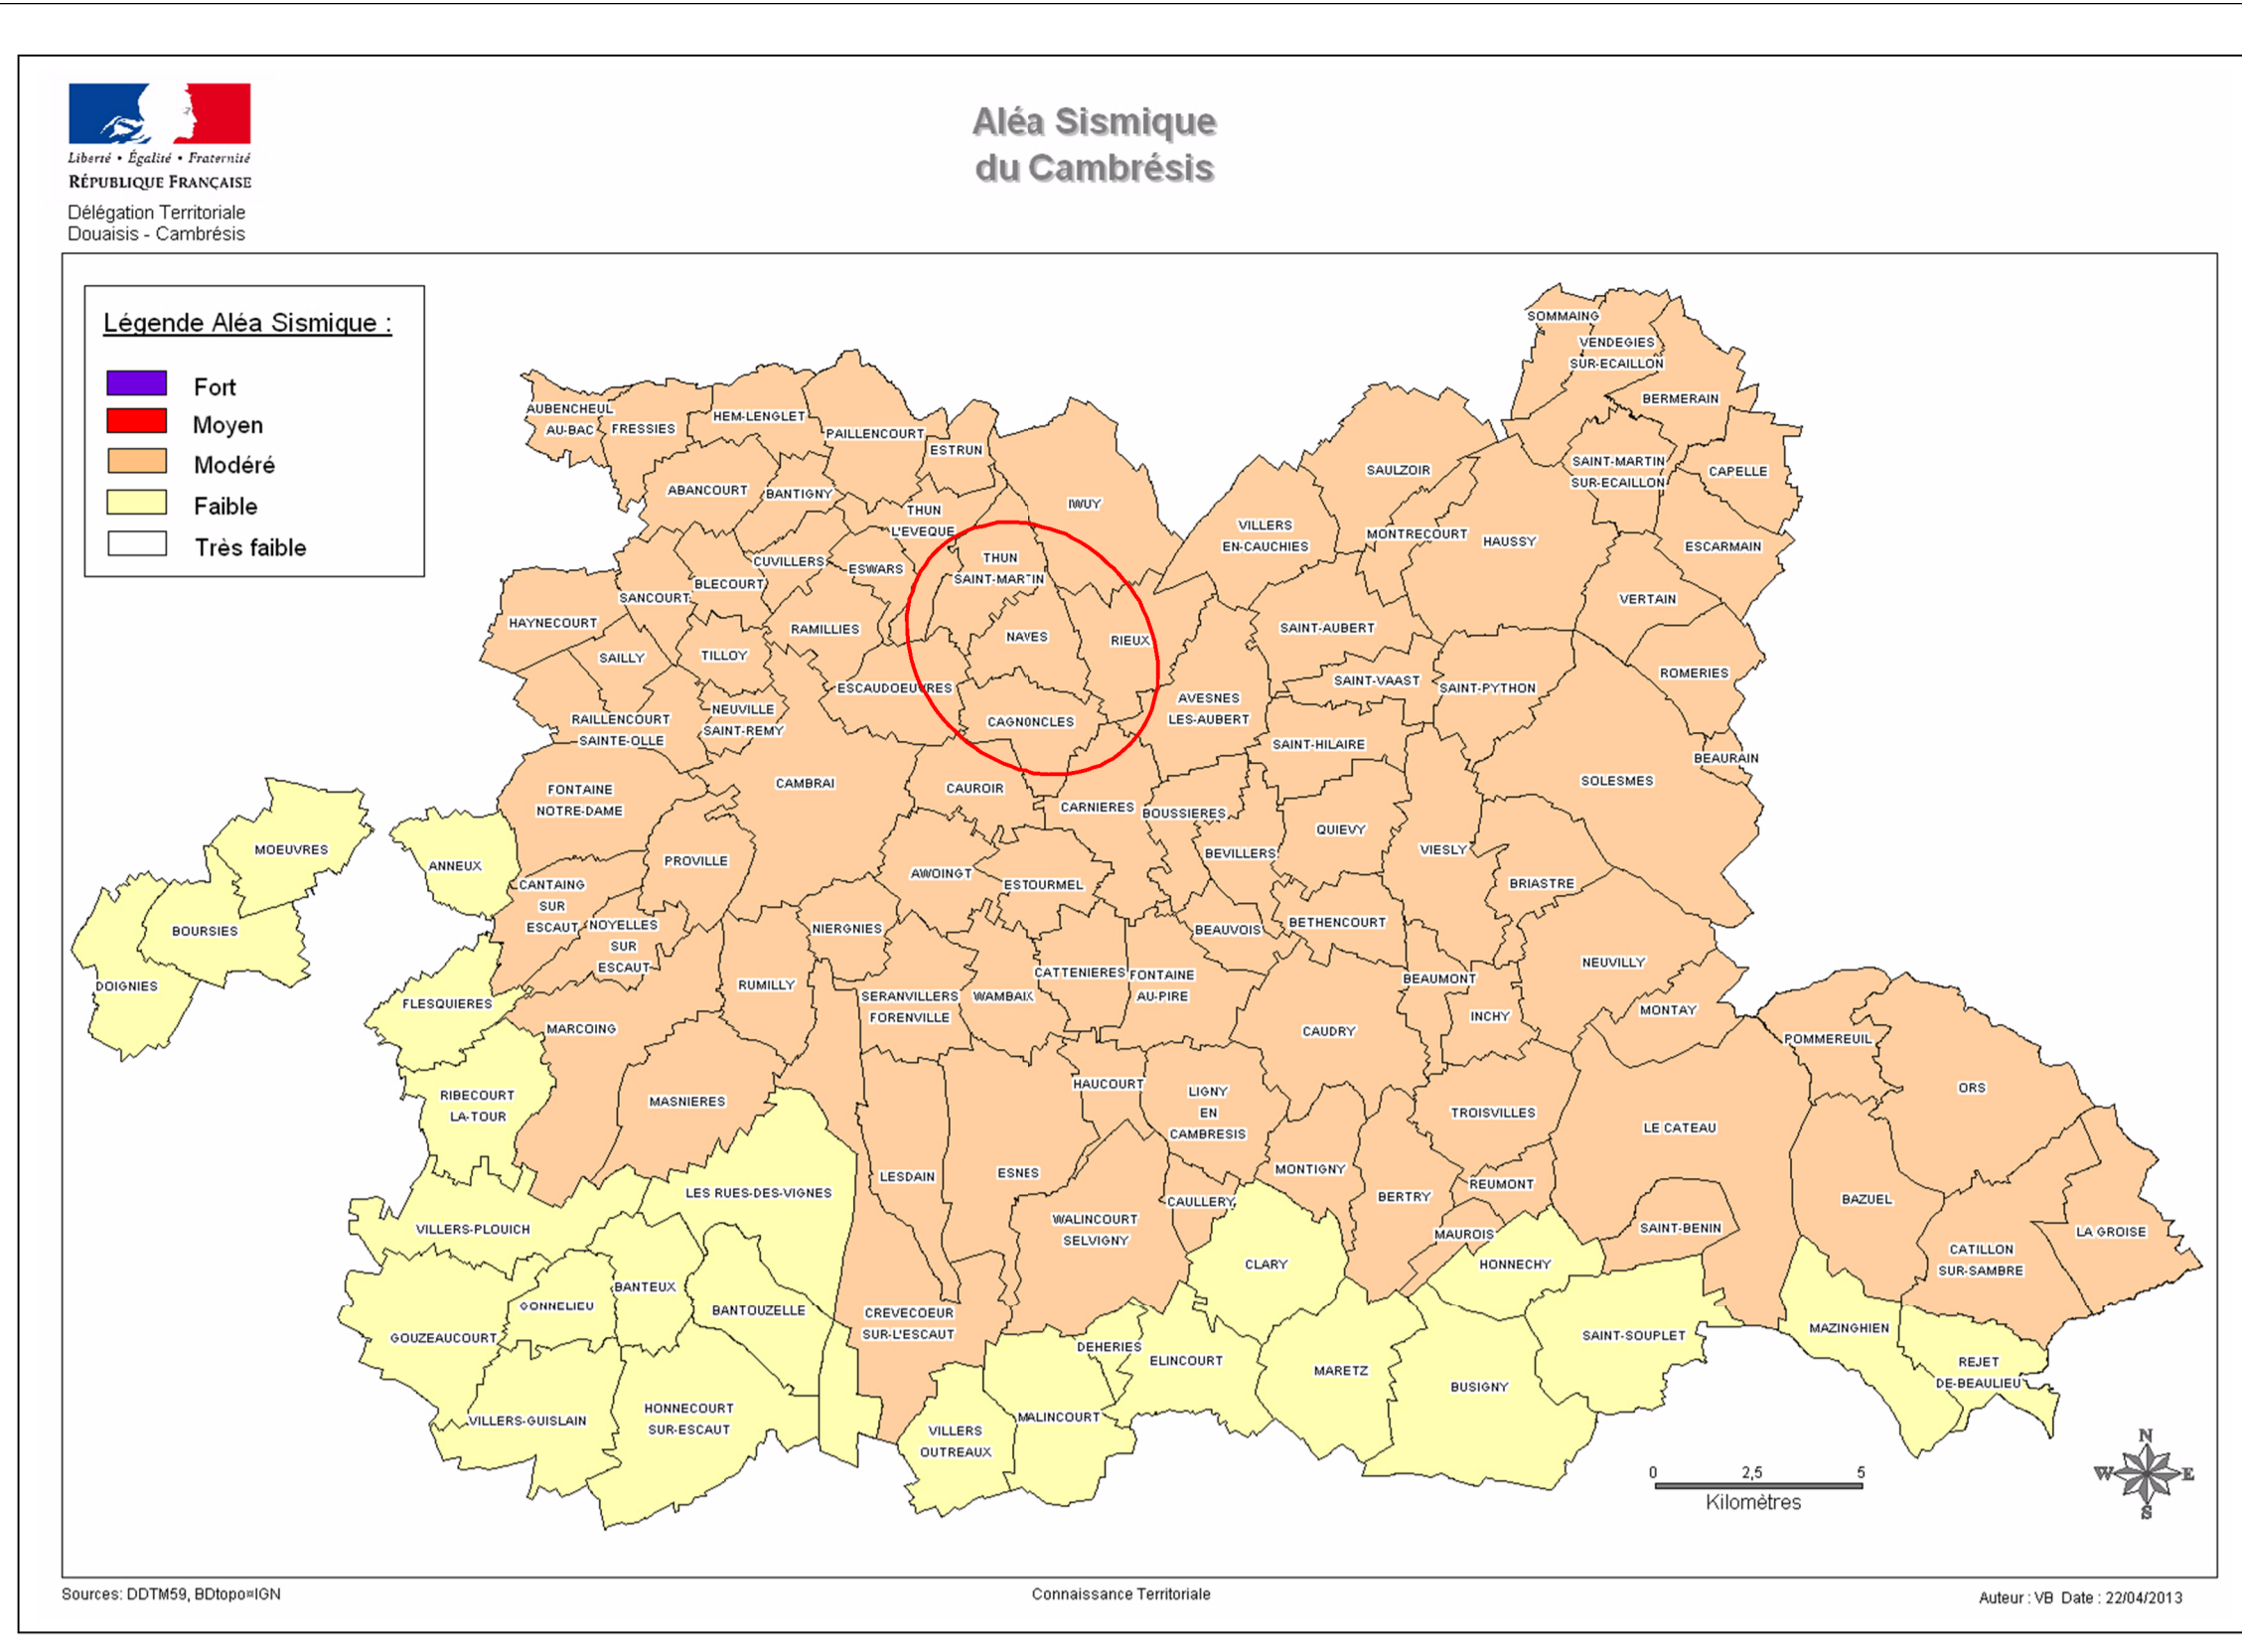 Liberté • Égalité • Fraternité
RÉPUBLIQUE FRANÇAISE
Délégation Territoriale
Douaisis - Cambrésis
Aléa Sismique
du Cambrésis
Légende Aléa Sismique :
Fort
Moyen
Modéré
Faible
Très faible
SOMMAING
VENDEGIES
SUR-ECAILLON
BERMERAIN
AUBENCHEUL
AU-BAC
FRESSIES
HEM-LENGLET
PAILLENCOURT
ESTRUN
SAINT-MARTIN
SUR-ECAILLON
CAPELLE
SAULZOIR
ABANCOURT
BANTIGNY
THUN
L'EVEQUE
IWUY
VILLERS
EN-CAUCHIES
MONTRECOURT
HAUSSY
ESCARMAIN
CUVILLERS
ESWARS
THUN
SAINT-MARTIN
BLECOURT
SANCOURT
VERTAIN
HAYNECOURT
RAMILLIES
NAVES
RIEUX
SAINT-AUBERT
SAILLY
TILLOY
ROMERIES
ESCAUDOEUVRES
SAINT-VAAST
SAINT-PYTHON
AVESNES
LES-AUBERT
RAILLENCOURT
SAINTE-OLLE
NEUVILLE
SAINT-REMY
CAGNONCLES
SAINT-HILAIRE
BEAURAIN
SOLESMES
FONTAINE
NOTRE-DAME
CAMBRAI
CAUROIR
CARNIERES
BOUSSIERES
QUIEVY
VIESLY
MOEUVRES
ANNEUX
PROVILLE
BEVILLERS
AWOINGT
ESTOURMEL
BRIASTRE
CANTAING
SUR
ESCAUT
NOYELLES
SUR
ESCAUT
NIERGNIES
BEAUVOIS
BETHENCOURT
BOURSIES
DOIGNIES
NEUVILLY
FLESQUIERES
RUMILLY
SERANVILLERS
FORENVILLE
WAMBAIX
CATTENIERES
FONTAINE
AU-PIRE
BEAUMONT
INCHY
MONTAY
MARCOING
CAUDRY
POMMEREUIL
ORS
RIBECOURT
LA-TOUR
MASNIERES
HAUCOURT
LIGNY
EN
CAMBRESIS
TROISVILLES
LE CATEAU
LESDAIN
ESNES
MONTIGNY
REUMONT
BERTRY
LES RUES-DES-VIGNES
CAULLERY
BAZUEL
VILLERS-PLOUICH
WALINCOURT
SELVIGNY
MAUROIS
SAINT-BENIN
LA GROISE
CLARY
HONNECHY
CATILLON
SUR-SAMBRE
BANTEUX
GONNELIEU
BANTOUZELLE
CREVECOEUR
SUR-L'ESCAUT
GOUZEAUCOURT
DEHERIES
ELINCOURT
SAINT-SOUPLET
MAZINGHIEN
MARETZ
BUSIGNY
REJET
DE-BEAULIEU
VILLERS-GUISLAIN
HONNECOURT
SUR-ESCAUT
MALINCOURT
VILLERS
OUTREAUX
0 2,5 5
Kilomètres
N
W E
S
Sources: DDTM59, BDtopo¤IGN
Connaissance Territoriale
Auteur : VB Date : 22/04/2013